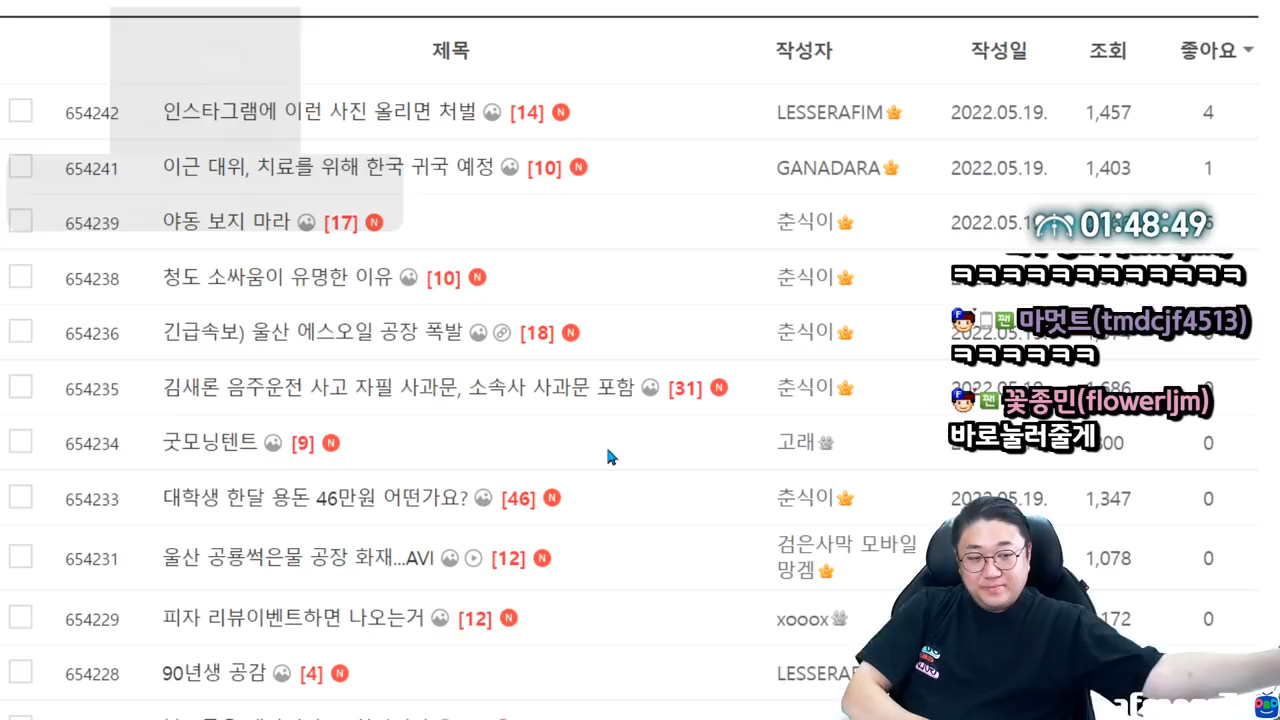 제목 작성자 작성일 조회 좋아요
654242 인스타그램에 이런 사진 올리면 처벌 [14] N LESSERAFIM 2022.05.19. 1,457 4
654241 이근 대위, 치료를 위해 한국 귀국 예정 [10] N GANADARA 2022.05.19. 1,403 1
654239 야동 보지 마라 [17] N 춘식이
01:48:49
654238 청도 소싸움이 유명한 이유 [10] N 춘식이
ㅋㅋㅋㅋㅋㅋㅋㅋㅋㅋㅋㅋ
마멋트(tmdcjf4513)
654236 긴급속보) 울산 에스오일 공장 폭발 [18] N 춘식이
ㅋㅋㅋㅋㅋㅋ
654235 김새론 음주운전 사고 자필 사과문, 소속사 사과문 포함 [31] N 춘식이
꽃종민(flowerljm)
바로눌러줄게
654234 굿모닝텐트 [9] N 고래 0
654233 대학생 한달 용돈 46만원 어떤가요? [46] N 춘식이 2022.05.19. 1,347 0
654231 울산 공룡썩은물 공장 화재...AVI [12] N 검은사막 모바일 1,078 0
망겜
654229 피자 리뷰이벤트하면 나오는거 [12] N xooox 0
654228 90년생 공감 [4] N